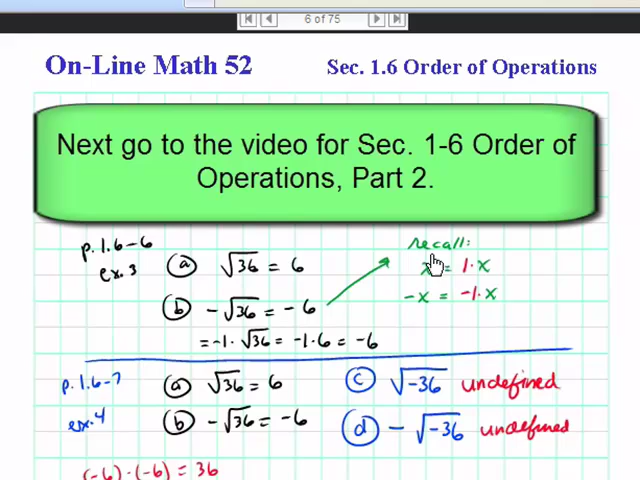 6 of 75
On-Line Math 52 Sec. 1.6 Order of Operations
Next go to the video for Sec. 1-6 Order of
Operations, Part 2.
p. 1.6-6
ex. 3
ⓐ √36 = 6
ⓑ -√36 = -6
= -1·√36 = -1·6 = -6
recall:
x = 1·x
-x = -1·x
p. 1.6-7
ex. 4
ⓐ √36 = 6
ⓑ -√36 = -6
ⓒ √-36 undefined
ⓓ -√-36 undefined
(-6)·(-6) = 36